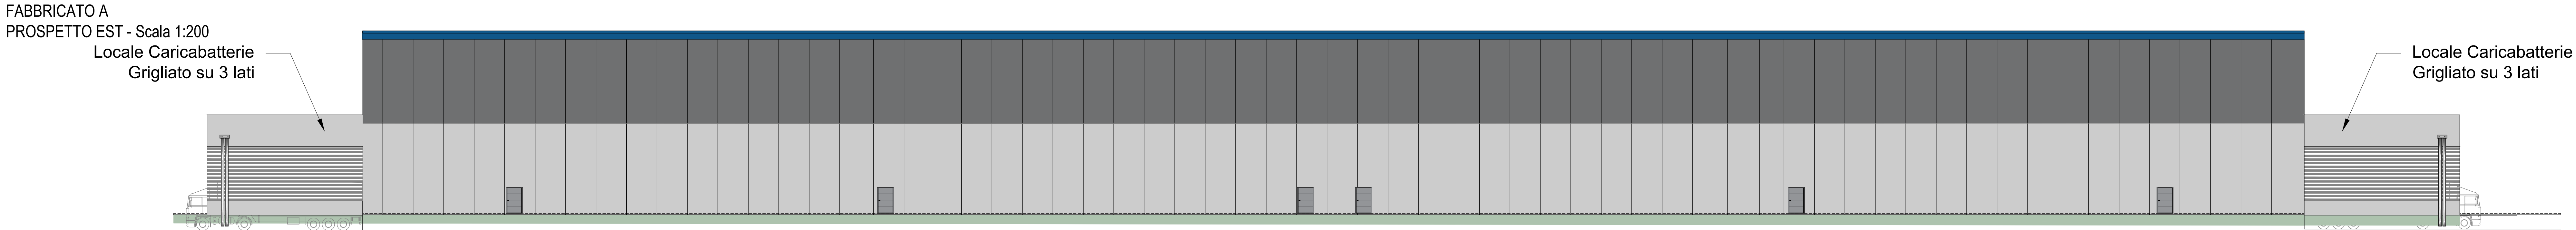 FABBRICATO A
PROSPETTO EST - Scala 1:200
Locale Caricabatterie
Grigliato su 3 lati
Locale Caricabatterie
Grigliato su 3 lati